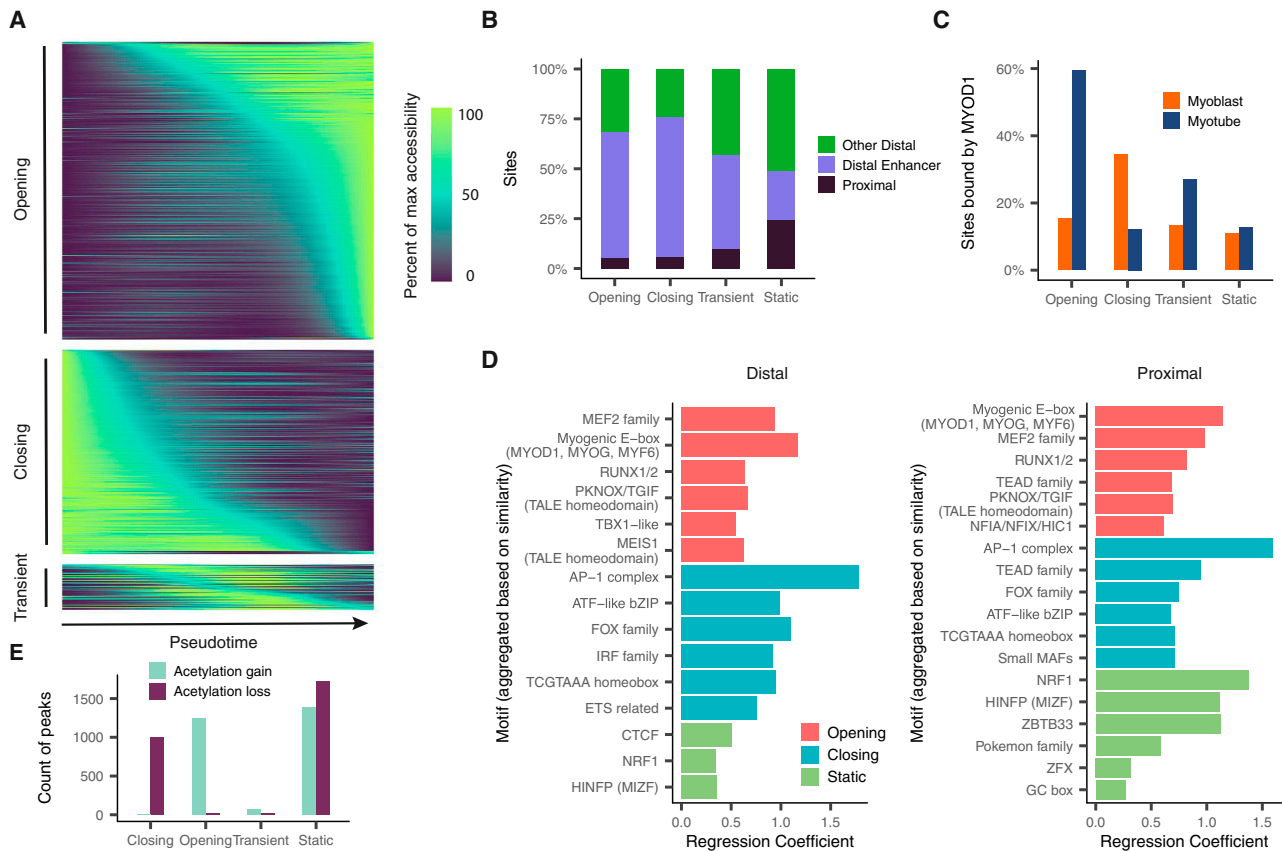 A
Opening
Closing
Transient
Pseudotime
Percent of max accessibility
100
50
0
B
Sites
100%
75%
50%
25%
0%
Opening
Closing
Transient
Static
Other Distal
Distal Enhancer
Proximal
C
Sites bound by MYOD1
60%
40%
20%
0%
Opening
Closing
Transient
Static
Myoblast
Myotube
D
Distal
Motif (aggregated based on similarity)
MEF2 family
Myogenic E−box
(MYOD1, MYOG, MYF6)
RUNX1/2
PKNOX/TGIF
(TALE homeodomain)
TBX1−like
MEIS1
(TALE homeodomain)
AP−1 complex
ATF−like bZIP
FOX family
IRF family
TCGTAAA homeobox
ETS related
CTCF
NRF1
HINFP (MIZF)
0.0
0.5
1.0
1.5
Regression Coefficient
Opening
Closing
Static
Proximal
Motif (aggregated based on similarity)
Myogenic E−box
(MYOD1, MYOG, MYF6)
MEF2 family
RUNX1/2
TEAD family
PKNOX/TGIF
(TALE homeodomain)
NFIA/NFIX/HIC1
AP−1 complex
TEAD family
FOX family
ATF−like bZIP
TCGTAAA homeobox
Small MAFs
NRF1
HINFP (MIZF)
ZBTB33
Pokemon family
ZFX
GC box
0.0
0.5
1.0
1.5
Regression Coefficient
E
Acetylation gain
Acetylation loss
Count of peaks
1500
1000
500
0
Closing
Opening
Transient
Static